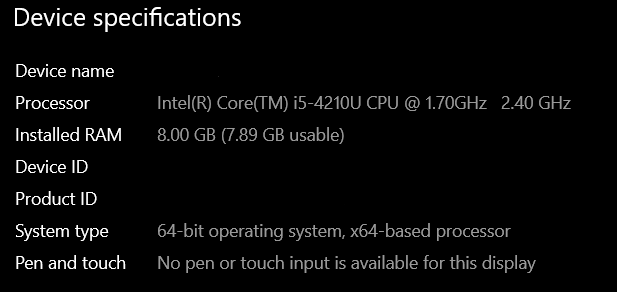 Device specifications
Device name
Processor Intel(R) Core(TM) i5-4210U CPU @ 1.70GHz 2.40 GHz
Installed RAM 8.00 GB (7.89 GB usable)
Device ID
Product ID
System type 64-bit operating system, x64-based processor
Pen and touch No pen or touch input is available for this display